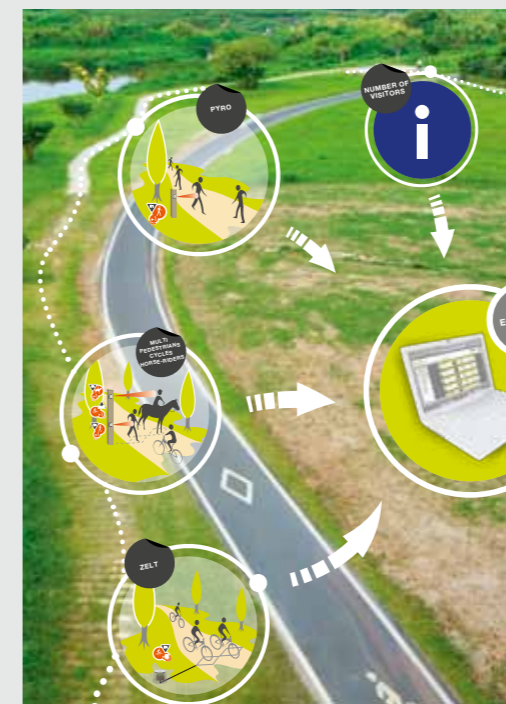 PYRO
NUMBER OF
VISITORS
i
MULTI
PEDESTRIANS
CYCLES
HORSE-RIDERS
ZELT